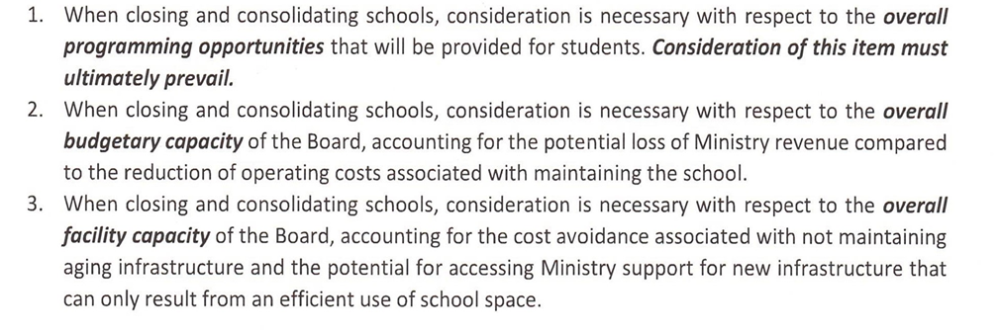 1. When closing and consolidating schools, consideration is necessary with respect to the overall
programming opportunities that will be provided for students. Consideration of this item must
ultimately prevail.
2. When closing and consolidating schools, consideration is necessary with respect to the overall
budgetary capacity of the Board, accounting for the potential loss of Ministry revenue compared
to the reduction of operating costs associated with maintaining the school.
3. When closing and consolidating schools, consideration is necessary with respect to the overall
facility capacity of the Board, accounting for the cost avoidance associated with not maintaining
aging infrastructure and the potential for accessing Ministry support for new infrastructure that
can only result from an efficient use of school space.